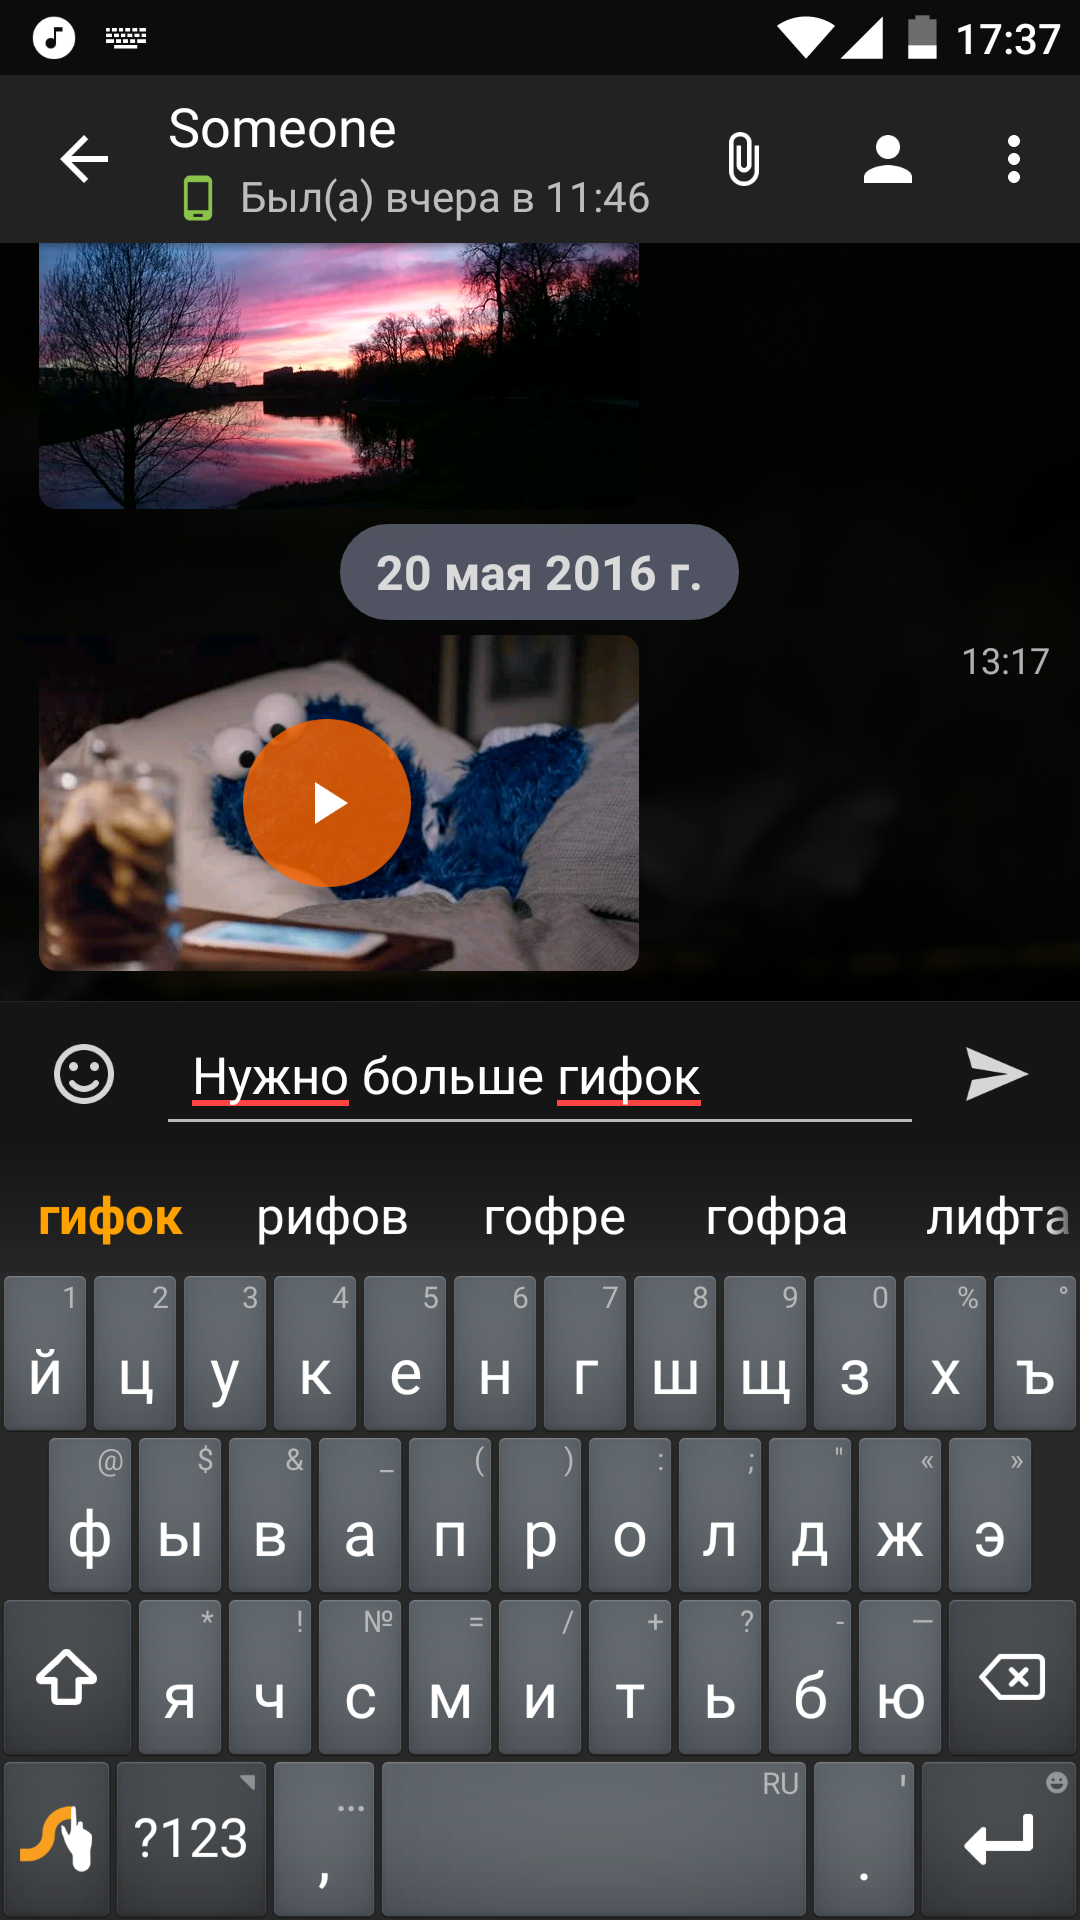 17:37
Someone
Был(а) вчера в 11:46
20 мая 2016 г.
13:17
Нужно больше гифок
гифок рифов гофре гофра лифта
1 2 3 4 5 6 7 8 9 0 % °
й ц у к е н г ш щ з х ъ
@ $ & _ ( ) : ; " « »
ф ы в а п р о л д ж э
* ! № = / + ? - —
я ч с м и т ь б ю
... RU '
?123 , .